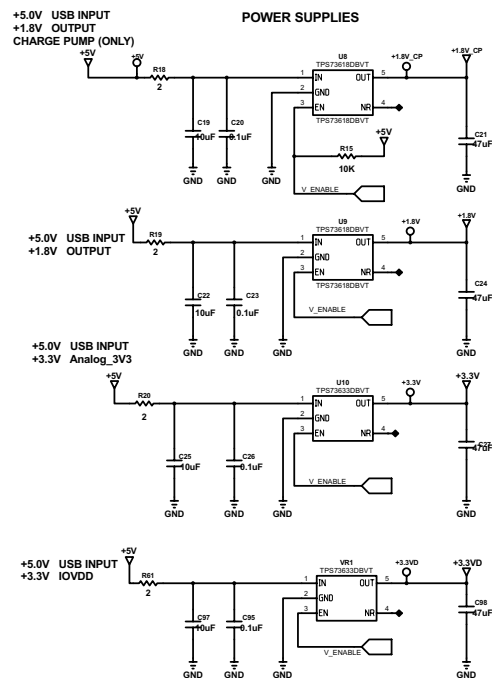 POWER SUPPLIES
+5.0V USB INPUT
+1.8V OUTPUT
CHARGE PUMP (ONLY)
+5V
+5V
R18
2
C19
10uF
C20
0.1uF
GND
GND
GND
U8
TPS73618DBVT
1 IN OUT 5
2 GND
3 EN NR 4
TPS73618DBVT
+1.8V_CP
+1.8V_CP
+5V
R15
10K
V_ENABLE
C21
47uF
GND
+5.0V USB INPUT
+1.8V OUTPUT
+5V
R19
2
C22
10uF
C23
0.1uF
GND
GND
GND
U9
TPS73618DBVT
1 IN OUT 5
2 GND
3 EN NR 4
TPS73618DBVT
+1.8V
+1.8V
V_ENABLE
C24
47uF
GND
+5.0V USB INPUT
+3.3V Analog_3V3
+5V
R20
2
C25
10uF
C26
0.1uF
GND
GND
GND
U10
TPS73633DBVT
1 IN OUT 5
2 GND
3 EN NR 4
+3.3V
+3.3V
V_ENABLE
C27
47uF
GND
+5.0V USB INPUT
+3.3V IOVDD
+5V
R61
2
C97
10uF
C95
0.1uF
GND
GND
GND
VR1
TPS73633DBVT
1 IN OUT 5
2 GND
3 EN NR 4
+3.3VD
+3.3VD
V_ENABLE
C98
47uF
GND